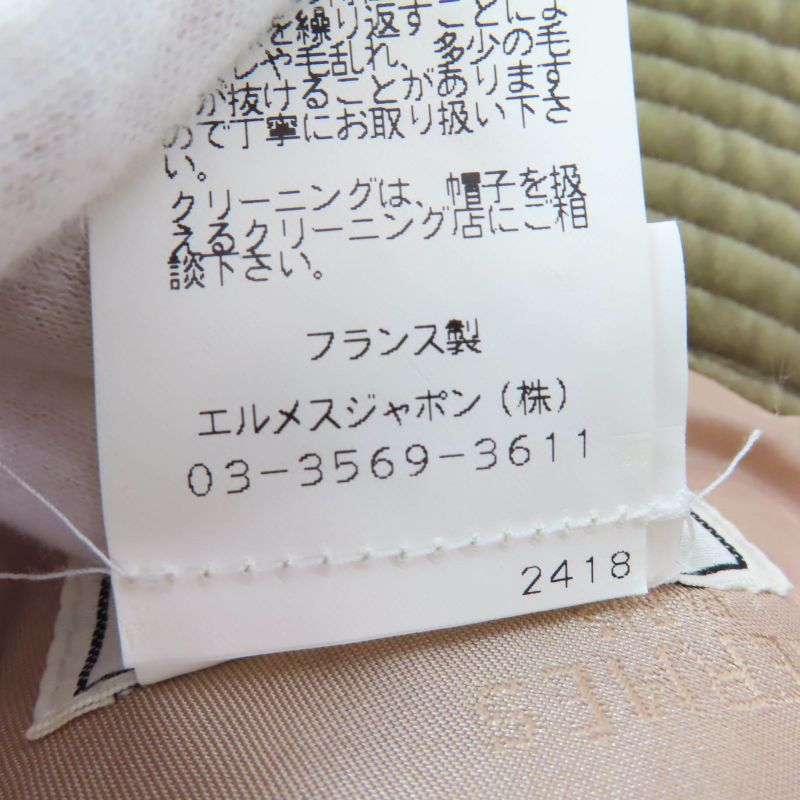 を繰り返すことによ
や毛乱れ、多少の毛
が抜けることがありま
ので丁寧にお取り扱い下さ
い。
クリーニングは、帽子を扱
えるクリーニング店にご相
談下さい。
フランス製
エルメスジャポン(株)
03-3569-3611
2418
ERMES